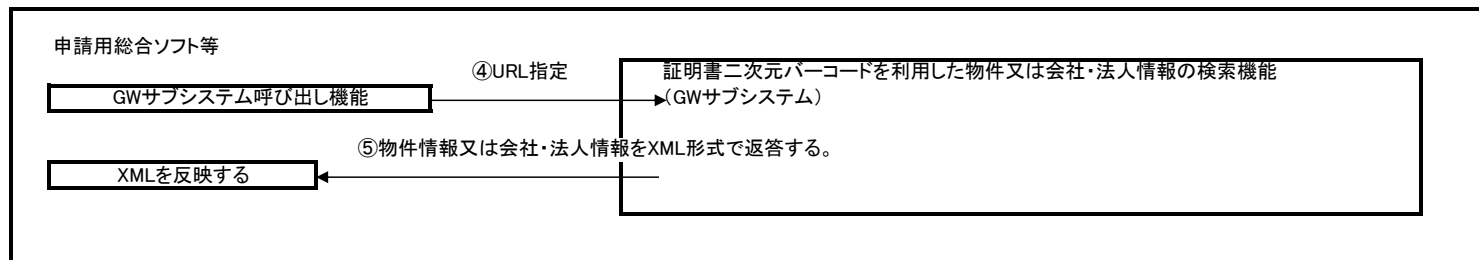 申請用総合ソフト等
④URL指定
証明書二次元バーコードを利用した物件又は会社・法人情報の検索機能
GWサブシステム呼び出し機能
（GWサブシステム）
⑤物件情報又は会社・法人情報をXML形式で返答する。
XMLを反映する